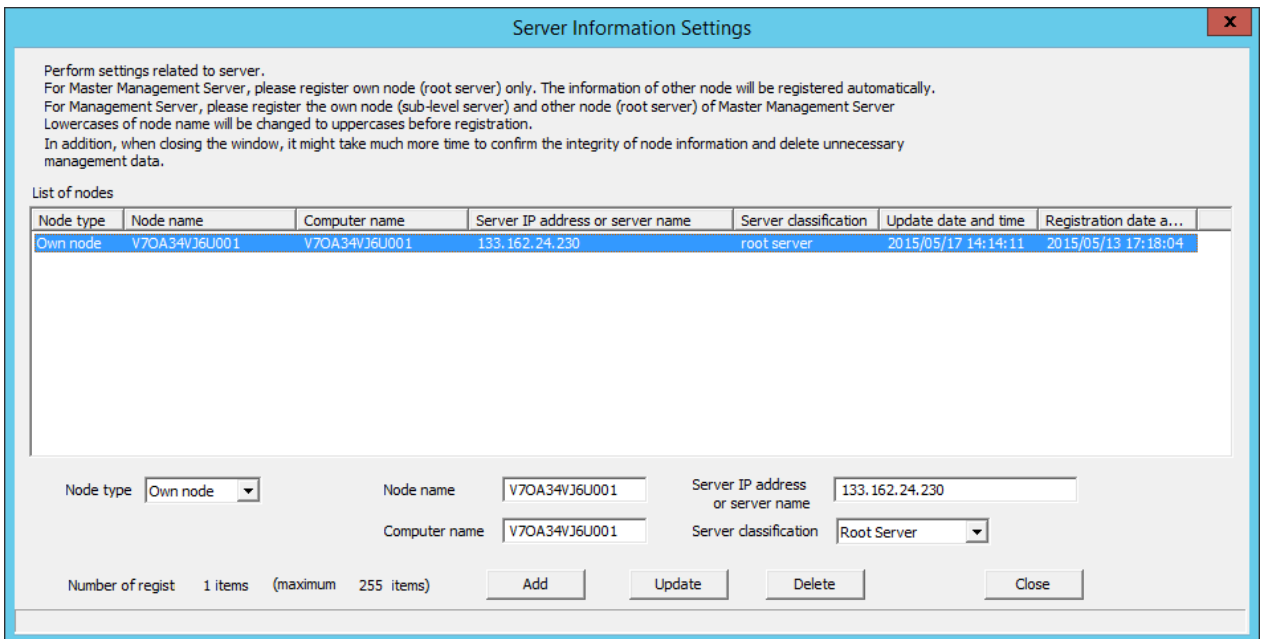 Server Information Settings
x
Perform settings related to server.
For Master Management Server, please register own node (root server) only. The information of other node will be registered automatically.
For Management Server, please register the own node (sub-level server) and other node (root server) of Master Management Server
Lowercases of node name will be changed to uppercases before registration.
In addition, when closing the window, it might take much more time to confirm the integrity of node information and delete unnecessary
management data.
List of nodes
Node type Node name Computer name Server IP address or server name Server classification Update date and time Registration date a...
Own node V7OA34VJ6U001 V7OA34VJ6U001 133.162.24.230 root server 2015/05/17 14:14:11 2015/05/13 17:18:04
Node type Own node Node name V7OA34VJ6U001 Server IP address 133.162.24.230
or server name
Computer name V7OA34VJ6U001 Server classification Root Server
Number of regist 1 items (maximum 255 items) Add Update Delete Close